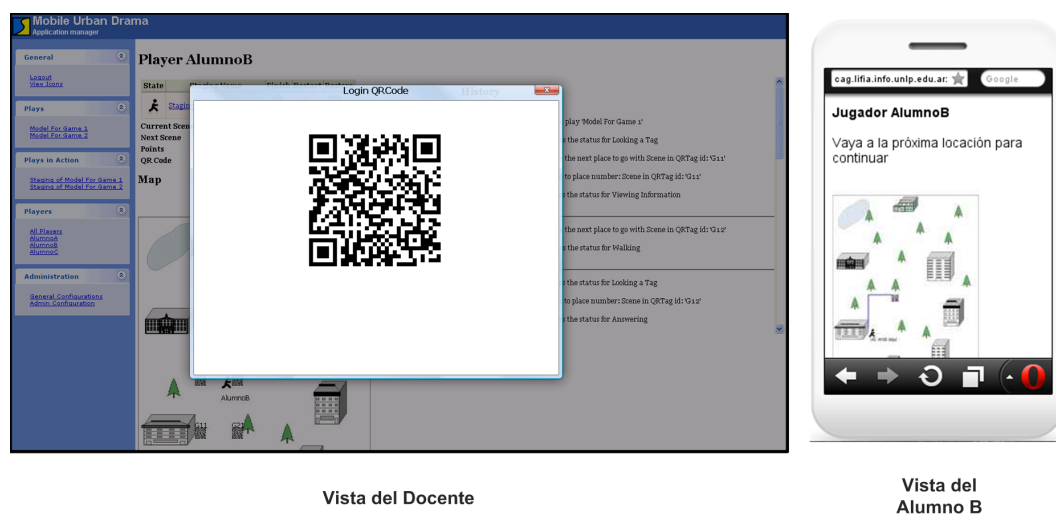 Mobile Urban Drama
Application manager
General
Logout
View Icons
Plays
Model For Game 1
Model For Game 2
Plays in Action
Staging of Model For Game 1
Staging of Model For Game 2
Players
All Players
AlumnoA
AlumnoB
AlumnoC
Administration
General Configurations
Admin Configuration
Player AlumnoB
State
Stagin
Current Scen
Next Scene
Points
QR Code
Map
Login QRCode
History
play 'Model For Game 1'
s the status for Looking a Tag
the next place to go with Scene in QRTag id: 'G11'
to place number: Scene in QRTag id: 'G11'
s the status for Viewing Information
the next place to go with Scene in QRTag id: 'G12'
s the status for Walking
s the status for Looking a Tag
to place number: Scene in QRTag id: 'G12'
s the status for Answering
AlumnoB
G11
cag.lifia.info.unlp.edu.ar:
Google
Jugador AlumnoB
Vaya a la próxima locación para
continuar
Vista del Docente
Vista del
Alumno B